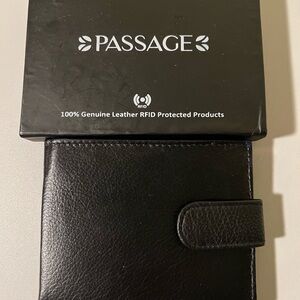 PASSAGE
RFID
100% Genuine Leather RFID Protected Products